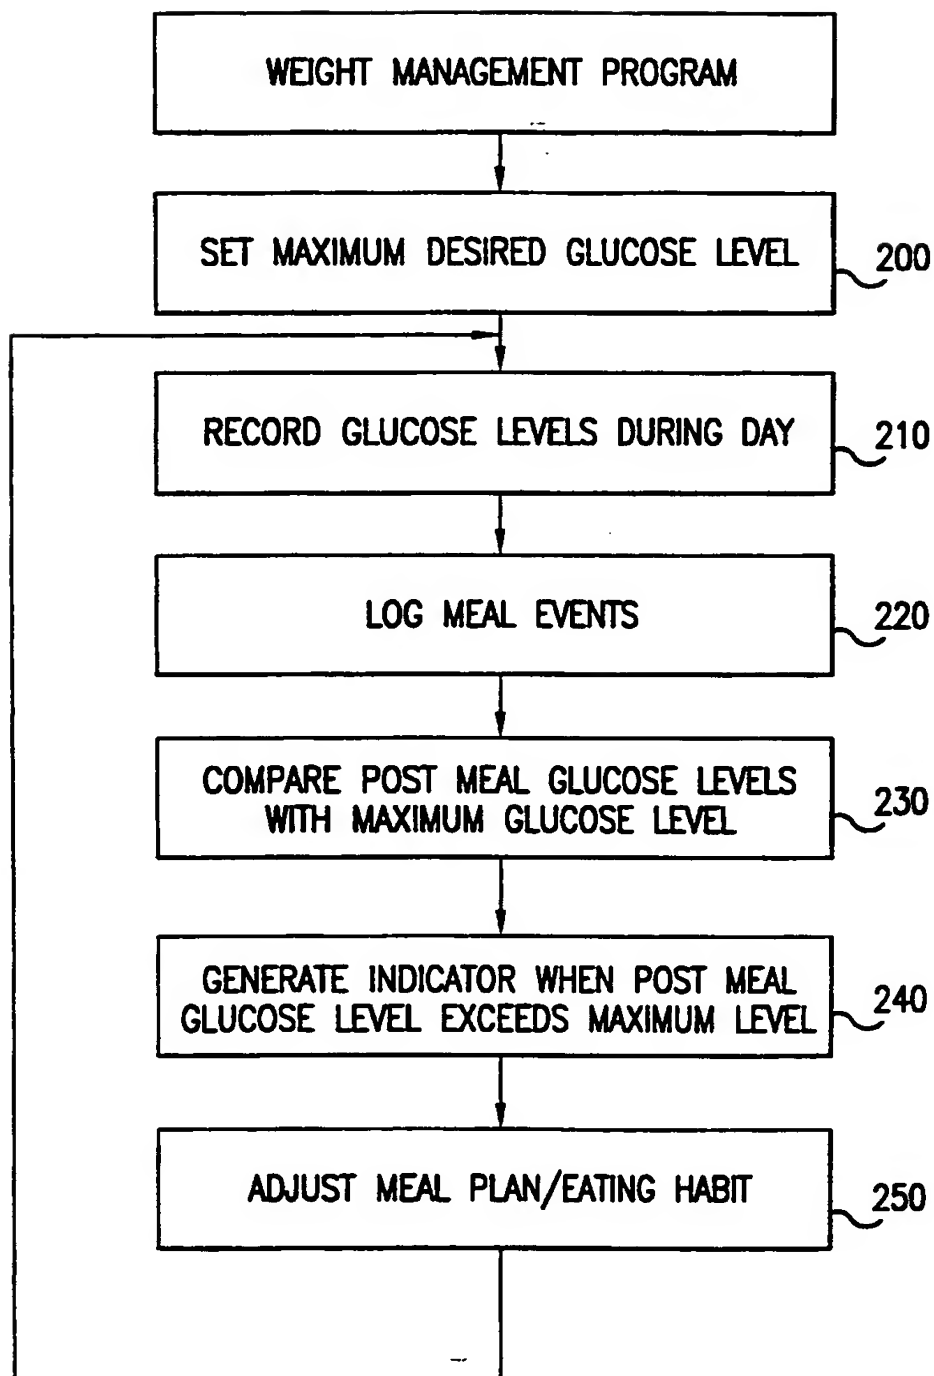 WEIGHT MANAGEMENT PROGRAM
SET MAXIMUM DESIRED GLUCOSE LEVEL
200
RECORD GLUCOSE LEVELS DURING DAY
210
LOG MEAL EVENTS
220
COMPARE POST MEAL GLUCOSE LEVELS
WITH MAXIMUM GLUCOSE LEVEL
230
GENERATE INDICATOR WHEN POST MEAL
GLUCOSE LEVEL EXCEEDS MAXIMUM LEVEL
240
ADJUST MEAL PLAN/EATING HABIT
250